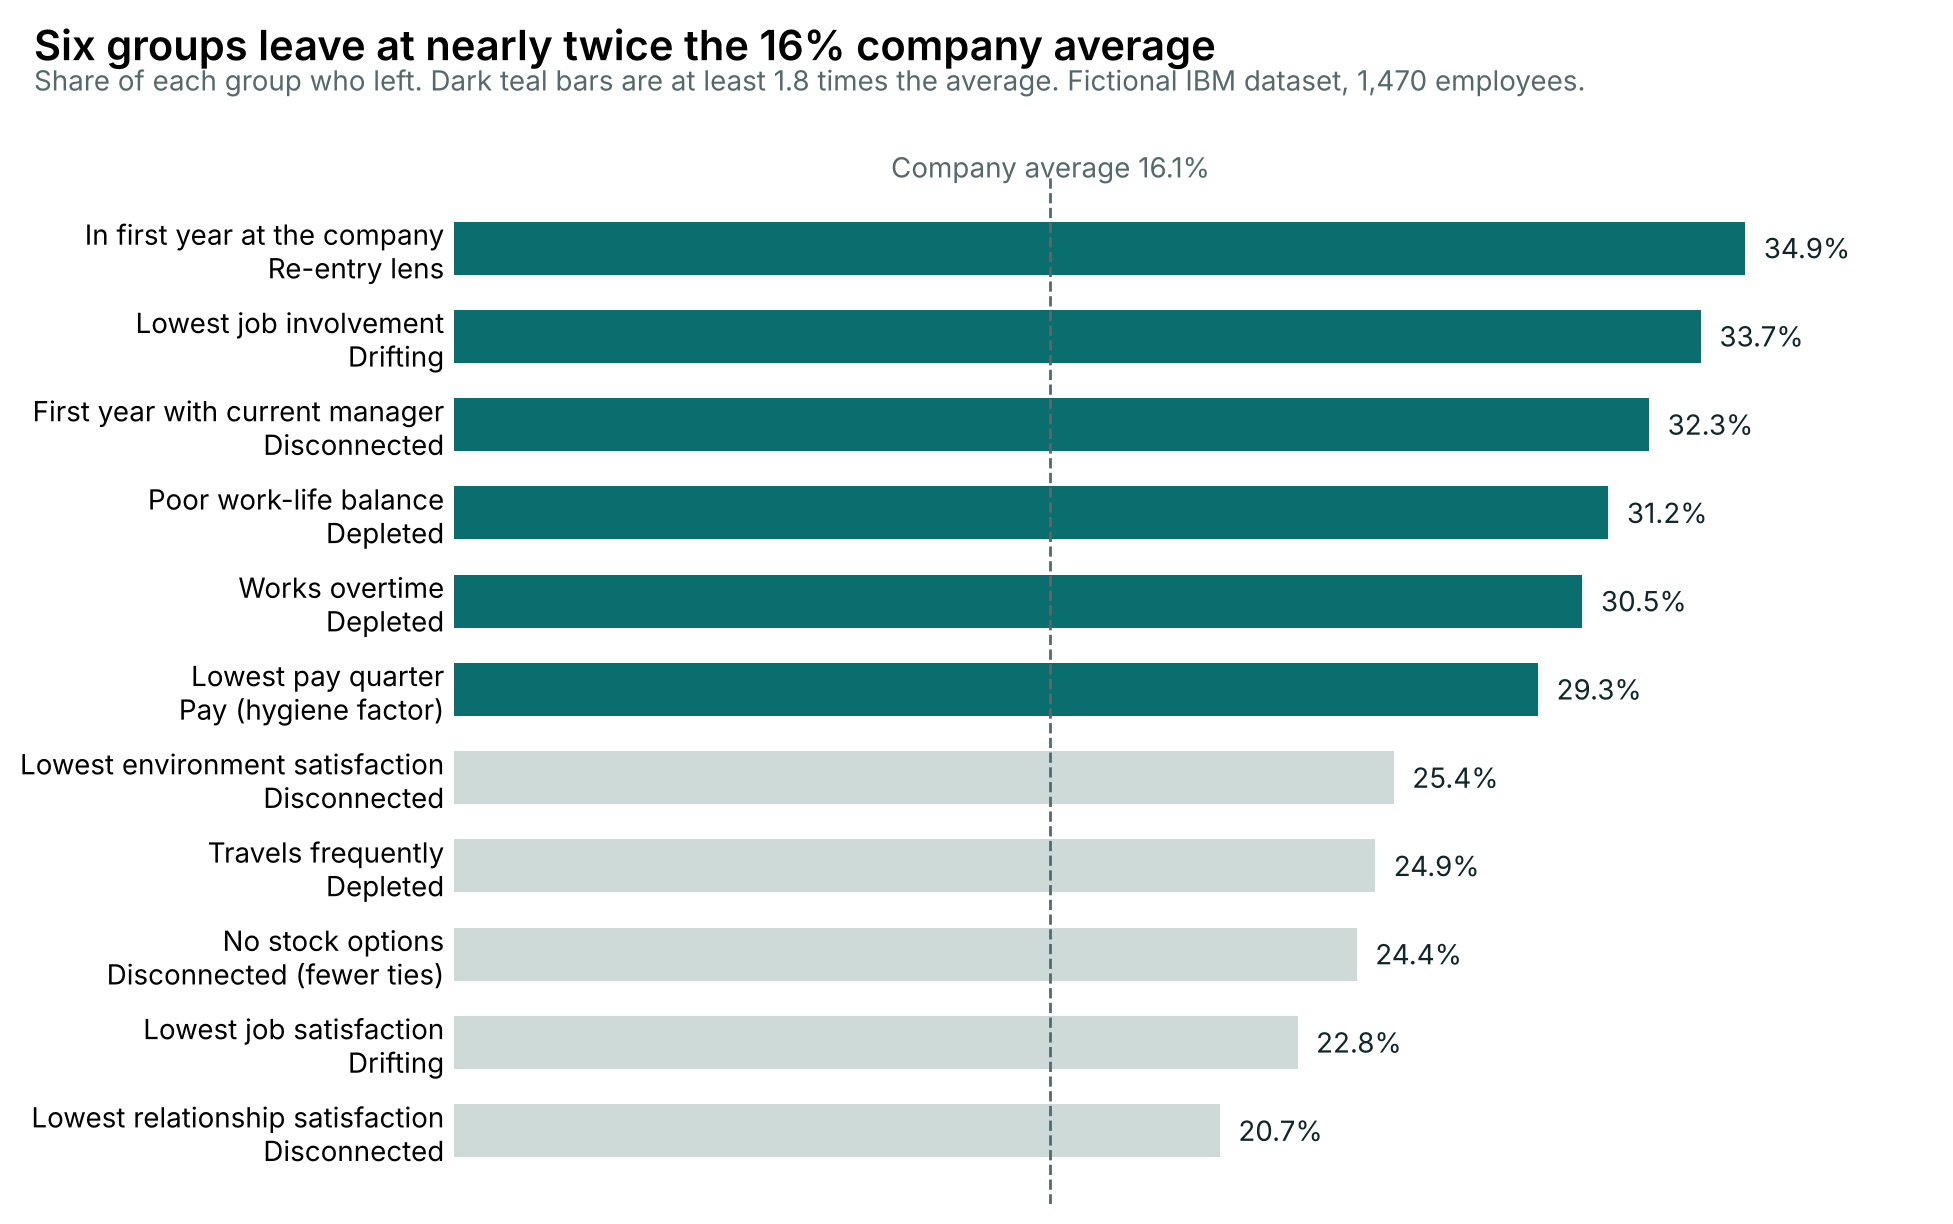 Six groups leave at nearly twice the 16% company average
Share of each group who left. Dark teal bars are at least 1.8 times the average. Fictional IBM dataset, 1,470 employees.
Company average 16.1%
In first year at the company
Re-entry lens
34.9%
Lowest job involvement
Drifting
33.7%
First year with current manager
Disconnected
32.3%
Poor work-life balance
Depleted
31.2%
Works overtime
Depleted
30.5%
Lowest pay quarter
Pay (hygiene factor)
29.3%
Lowest environment satisfaction
Disconnected
25.4%
Travels frequently
Depleted
24.9%
No stock options
Disconnected (fewer ties)
24.4%
Lowest job satisfaction
Drifting
22.8%
Lowest relationship satisfaction
Disconnected
20.7%